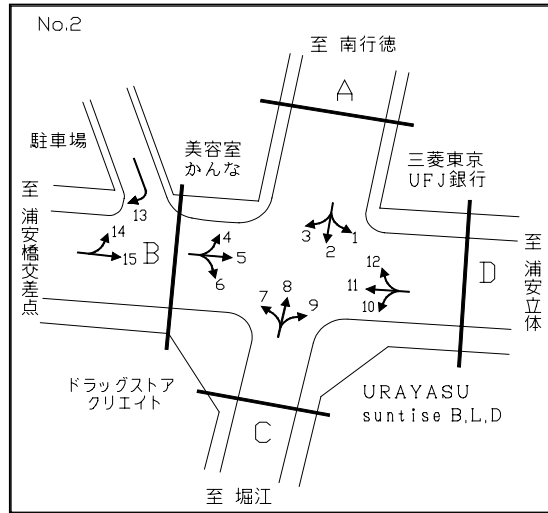 No.2
至 南行徳
A
駐車場
美容室
かんな
三菱東京
UFJ銀行
至 浦安橋交差点
13
14
15
B
4
5
6
3
2
1
12
11
10
D
至 浦安立体
7
8
9
ドラッグストア
クリエイト
C
URAYASU
suntise B,L,D
至 堀江